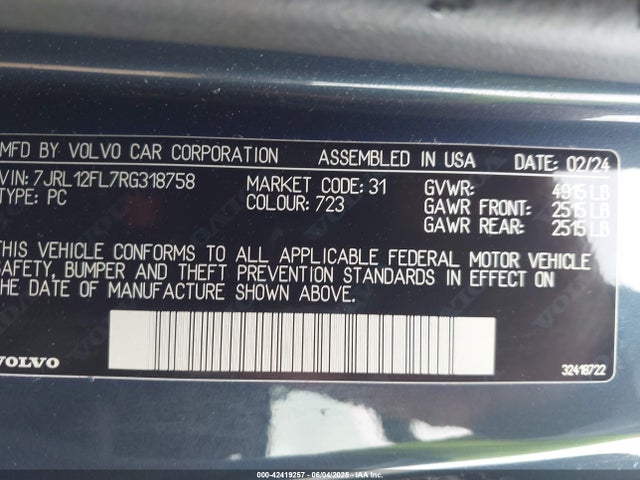 MFD BY VOLVO CAR CORPORATION ASSEMBLED IN USA DATE: 02/24
VIN: 7JRL12FL7RG318758 MARKET CODE: 31 GVWR: 4915 LB
TYPE: PC COLOUR: 723 GAWR FRONT: 2515 LB
GAWR REAR: 2515 LB
THIS VEHICLE CONFORMS TO ALL APPLICABLE FEDERAL MOTOR VEHICLE
SAFETY, BUMPER AND THEFT PREVENTION STANDARDS IN EFFECT ON
THE DATE OF MANUFACTURE SHOWN ABOVE.
VOLVO 32418722
000-42419257 - 06/04/2025 - IAA Inc.